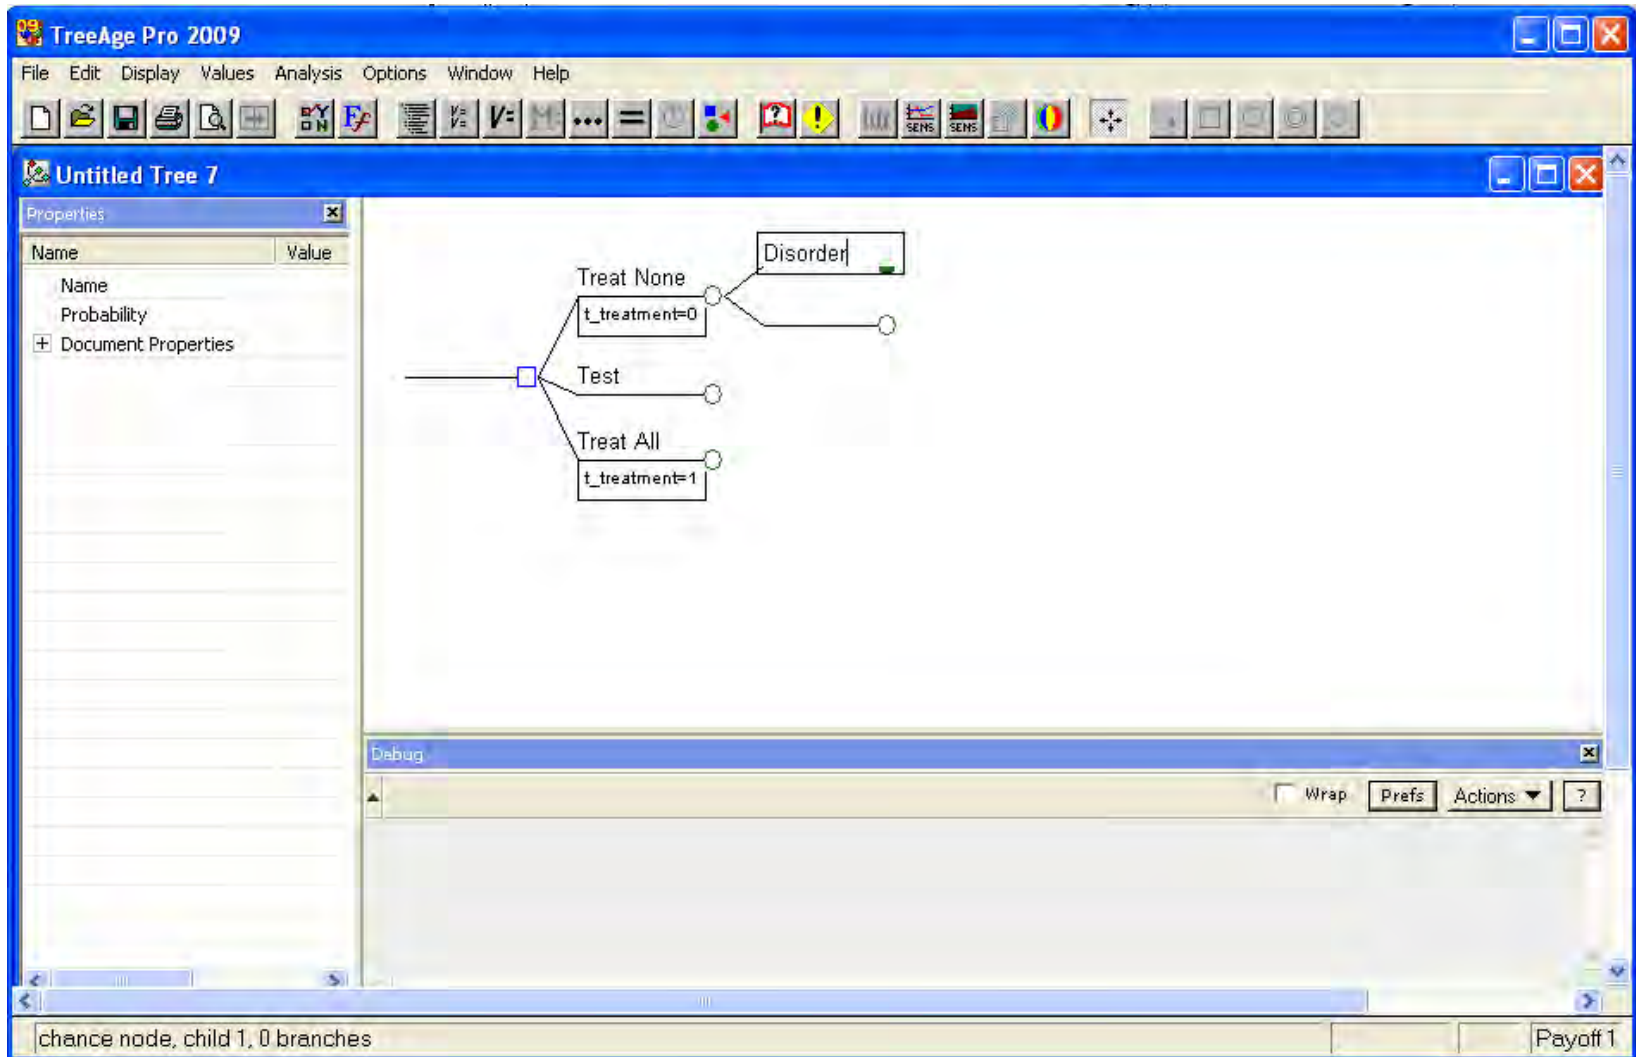 TreeAge Pro 2009
File Edit Display Values Analysis Options Window Help
SENS SENS
Untitled Tree 7
Properties
Name Value
Name
Probability
Document Properties
Disorder
Treat None
t_treatment=0
Test
Treat All
t_treatment=1
Debug
Wrap Prefs Actions ?
chance node, child 1, 0 branches
Payoff 1